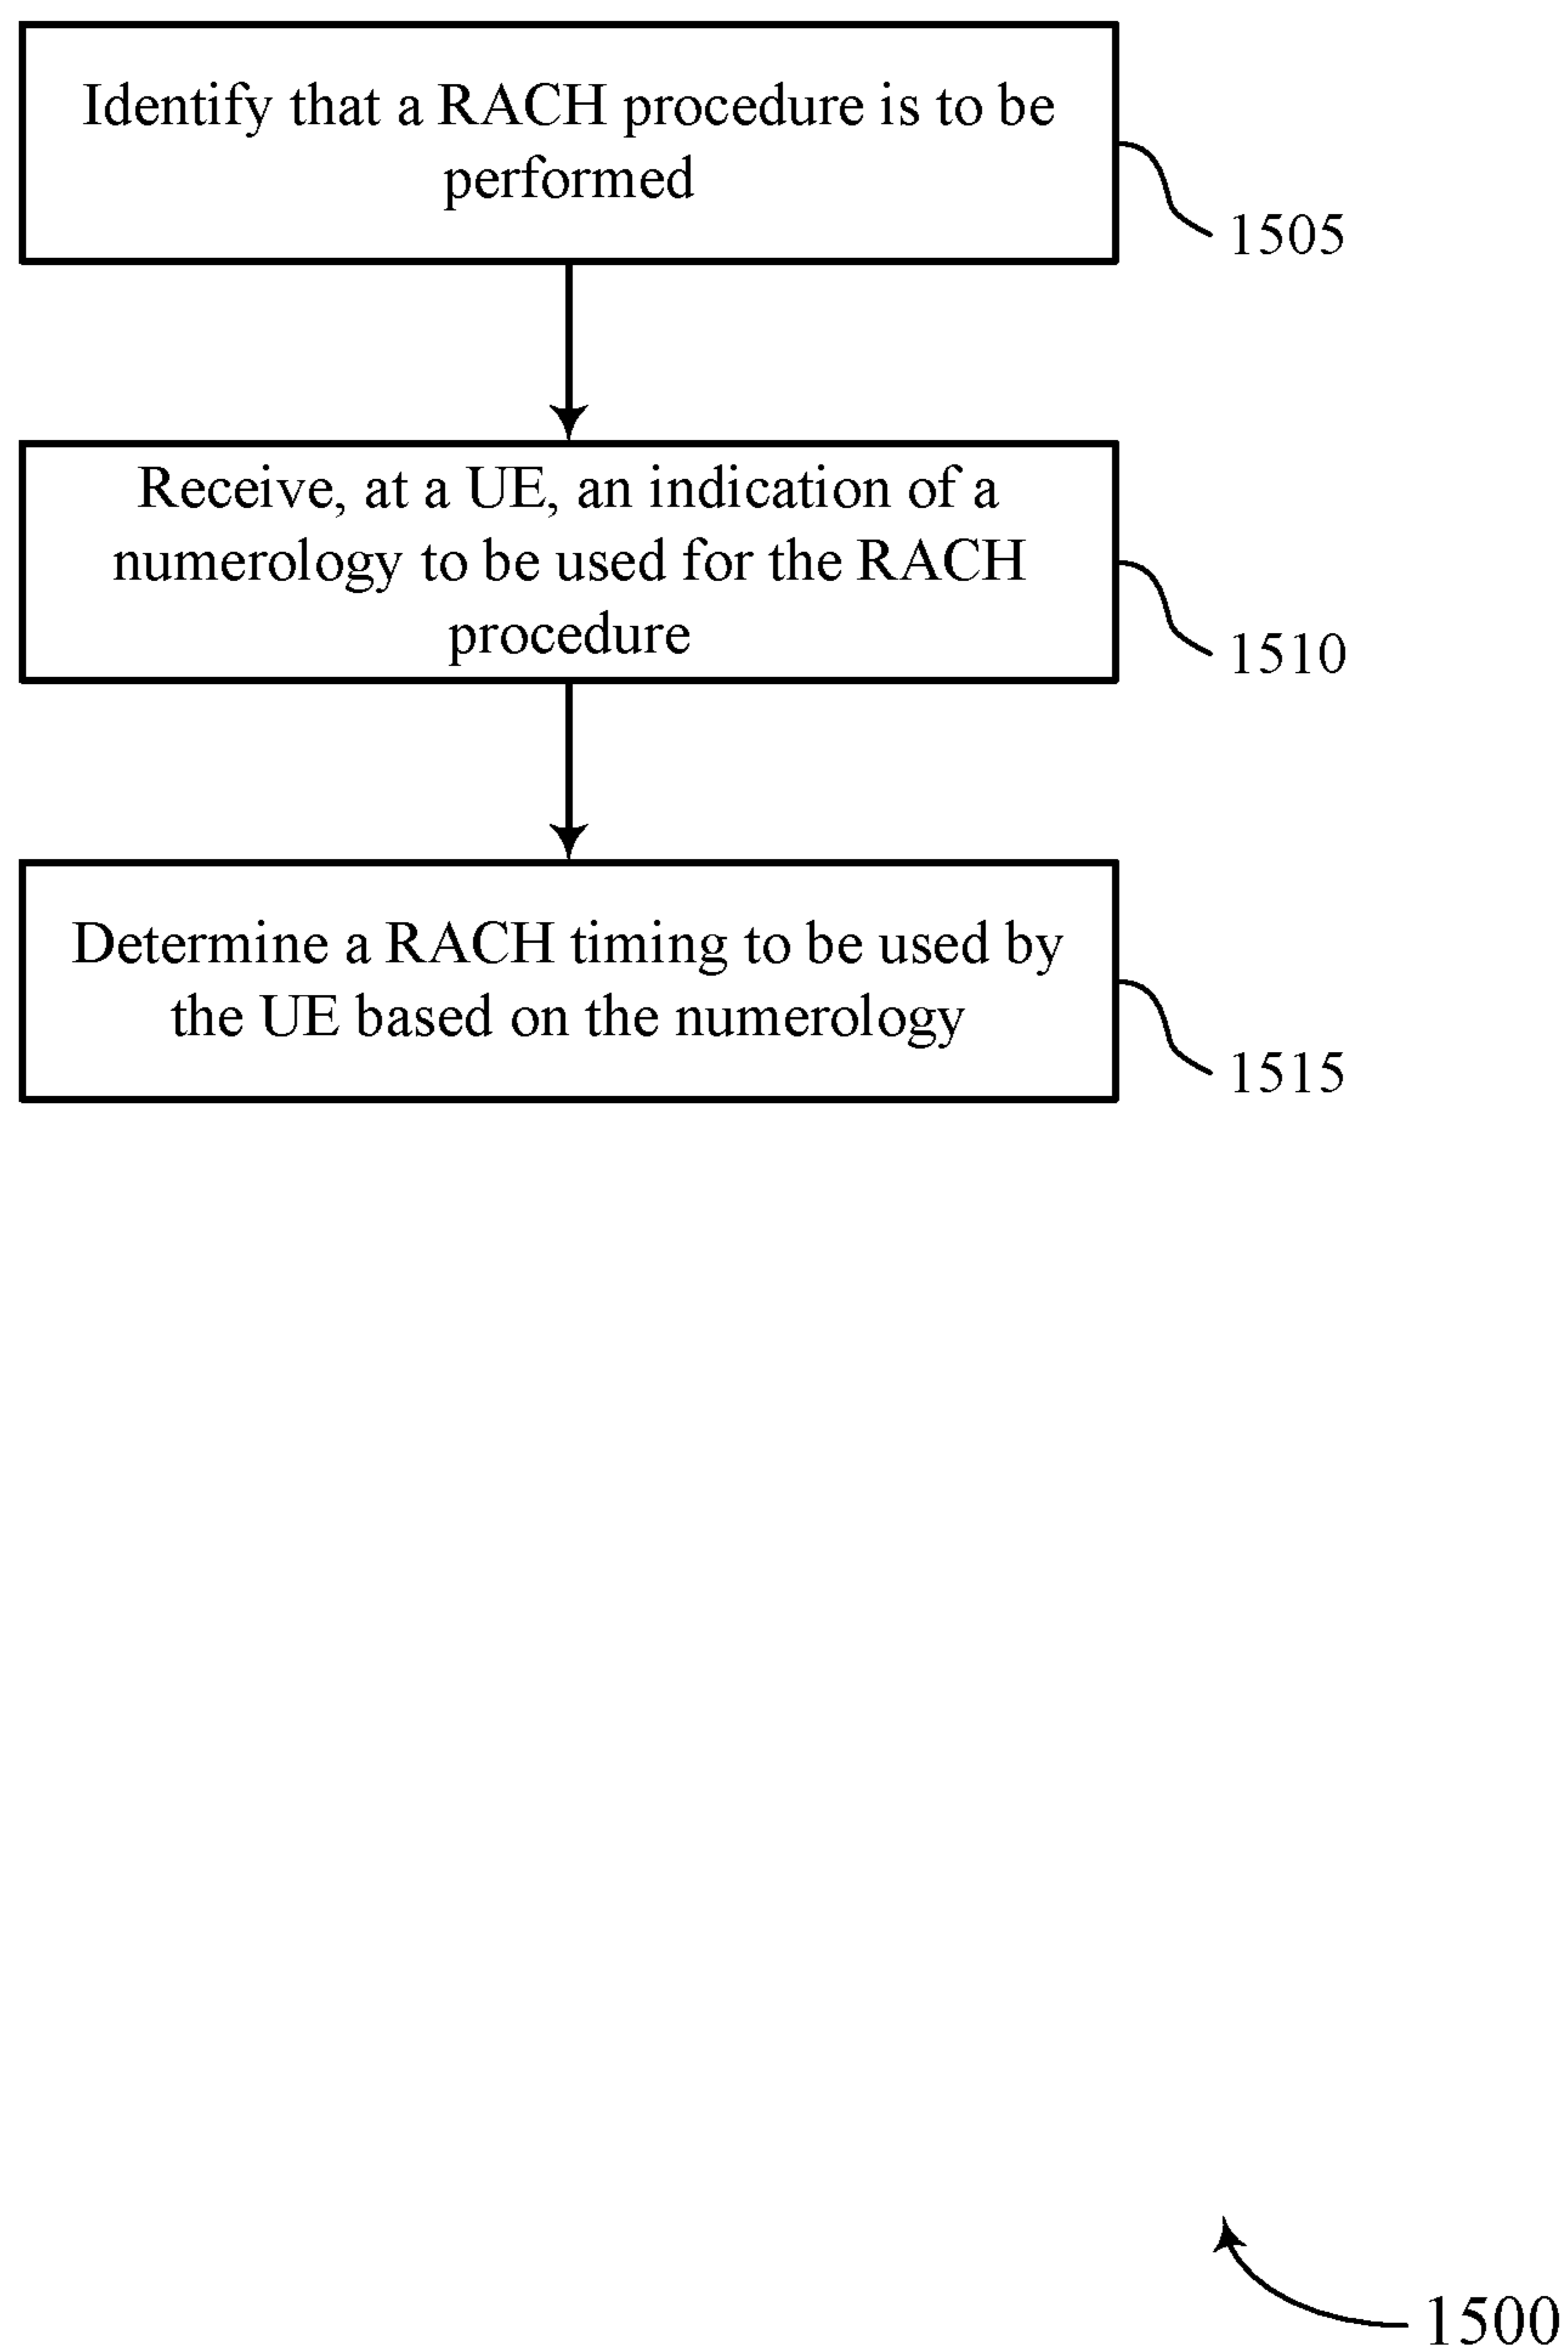 Identify that a RACH procedure is to be
performed
1505
Receive, at a UE, an indication of a
numerology to be used for the RACH
procedure
1510
Determine a RACH timing to be used by
the UE based on the numerology
1515
1500